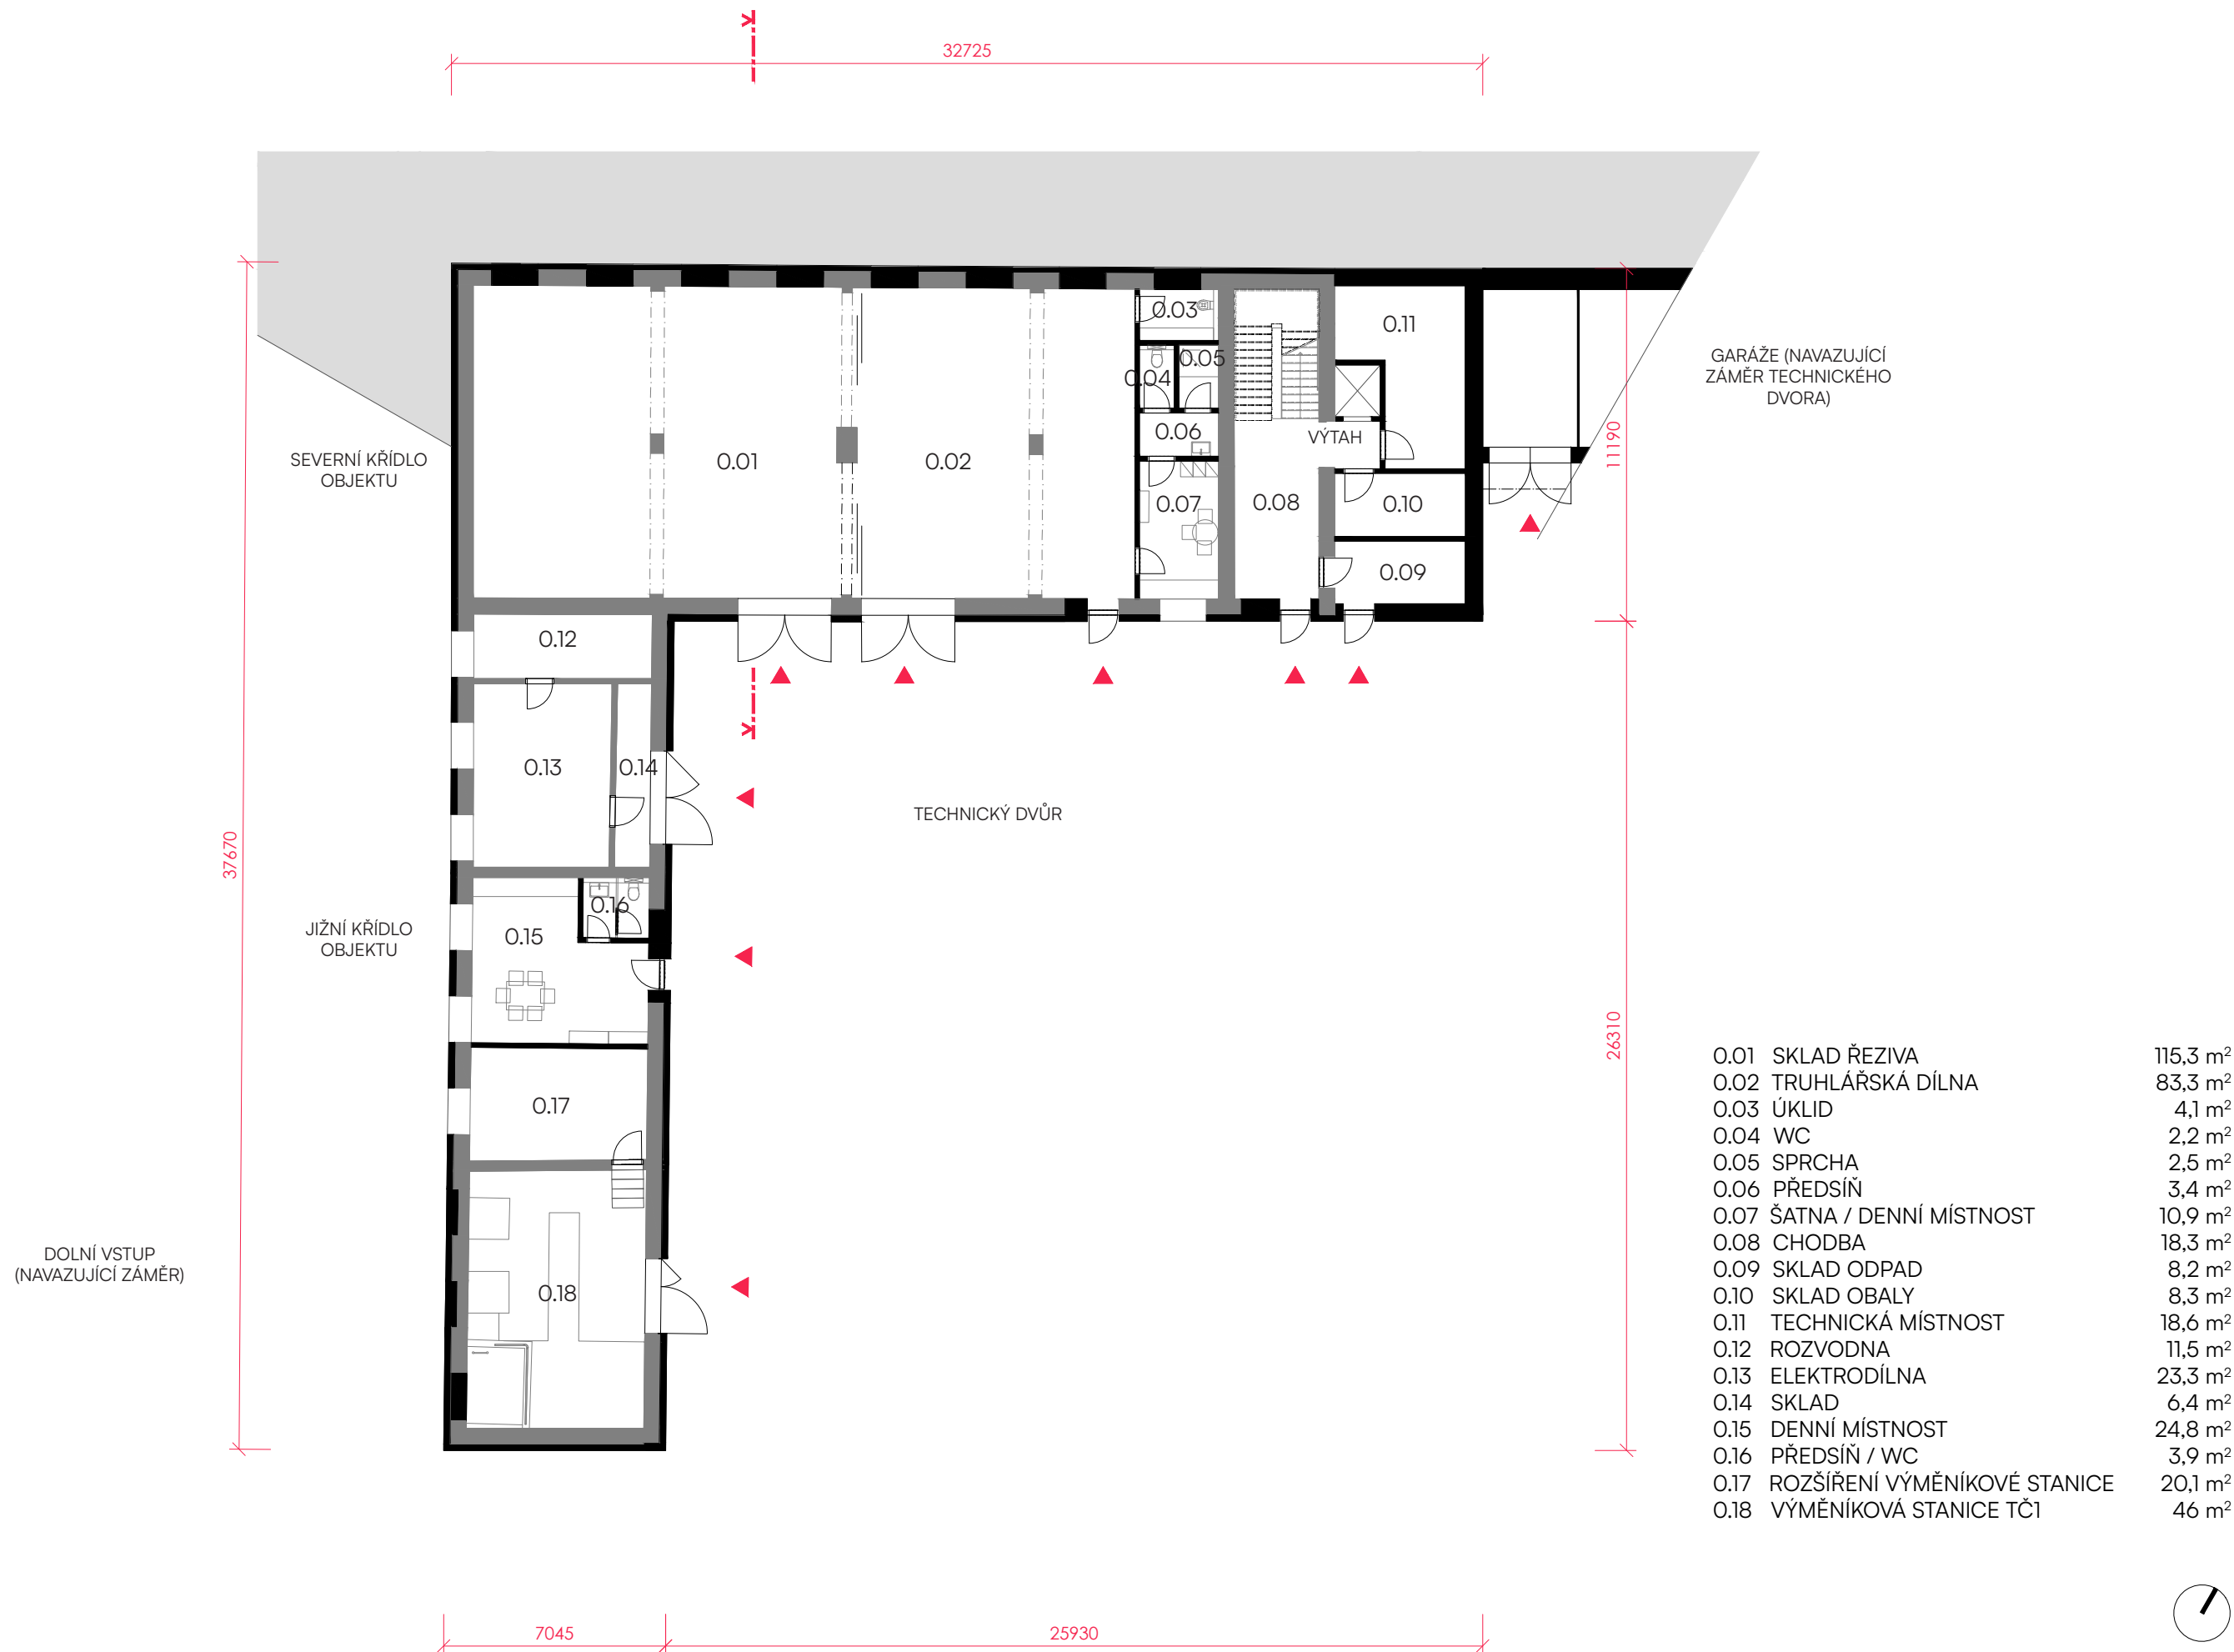 32725
0.03
0.11
0.05
0.04
GARÁŽE (NAVAZUJÍCÍ
ZÁMĚR TECHNICKÉHO
DVORA)
0.06
VÝTAH
11190
SEVERNÍ KŘÍDLO
OBJEKTU
0.01
0.02
0.07
0.08
0.10
0.09
0.12
0.13
0.14
TECHNICKÝ DVŮR
37670
0.16
JIŽNÍ KŘÍDLO
OBJEKTU
0.15
26310
0.17
DOLNÍ VSTUP
(NAVAZUJÍCÍ ZÁMĚR)
0.18
0.01 SKLAD ŘEZIVA 115,3 m²
0.02 TRUHLÁŘSKÁ DÍLNA 83,3 m²
0.03 ÚKLID 4,1 m²
0.04 WC 2,2 m²
0.05 SPRCHA 2,5 m²
0.06 PŘEDSÍŇ 3,4 m²
0.07 ŠATNA / DENNÍ MÍSTNOST 10,9 m²
0.08 CHODBA 18,3 m²
0.09 SKLAD ODPAD 8,2 m²
0.10 SKLAD OBALY 8,3 m²
0.11 TECHNICKÁ MÍSTNOST 18,6 m²
0.12 ROZVODNA 11,5 m²
0.13 ELEKTRODÍLNA 23,3 m²
0.14 SKLAD 6,4 m²
0.15 DENNÍ MÍSTNOST 24,8 m²
0.16 PŘEDSÍŇ / WC 3,9 m²
0.17 ROZŠÍŘENÍ VÝMĚNÍKOVÉ STANICE 20,1 m²
0.18 VÝMĚNÍKOVÁ STANICE TČ1 46 m²
7045
25930